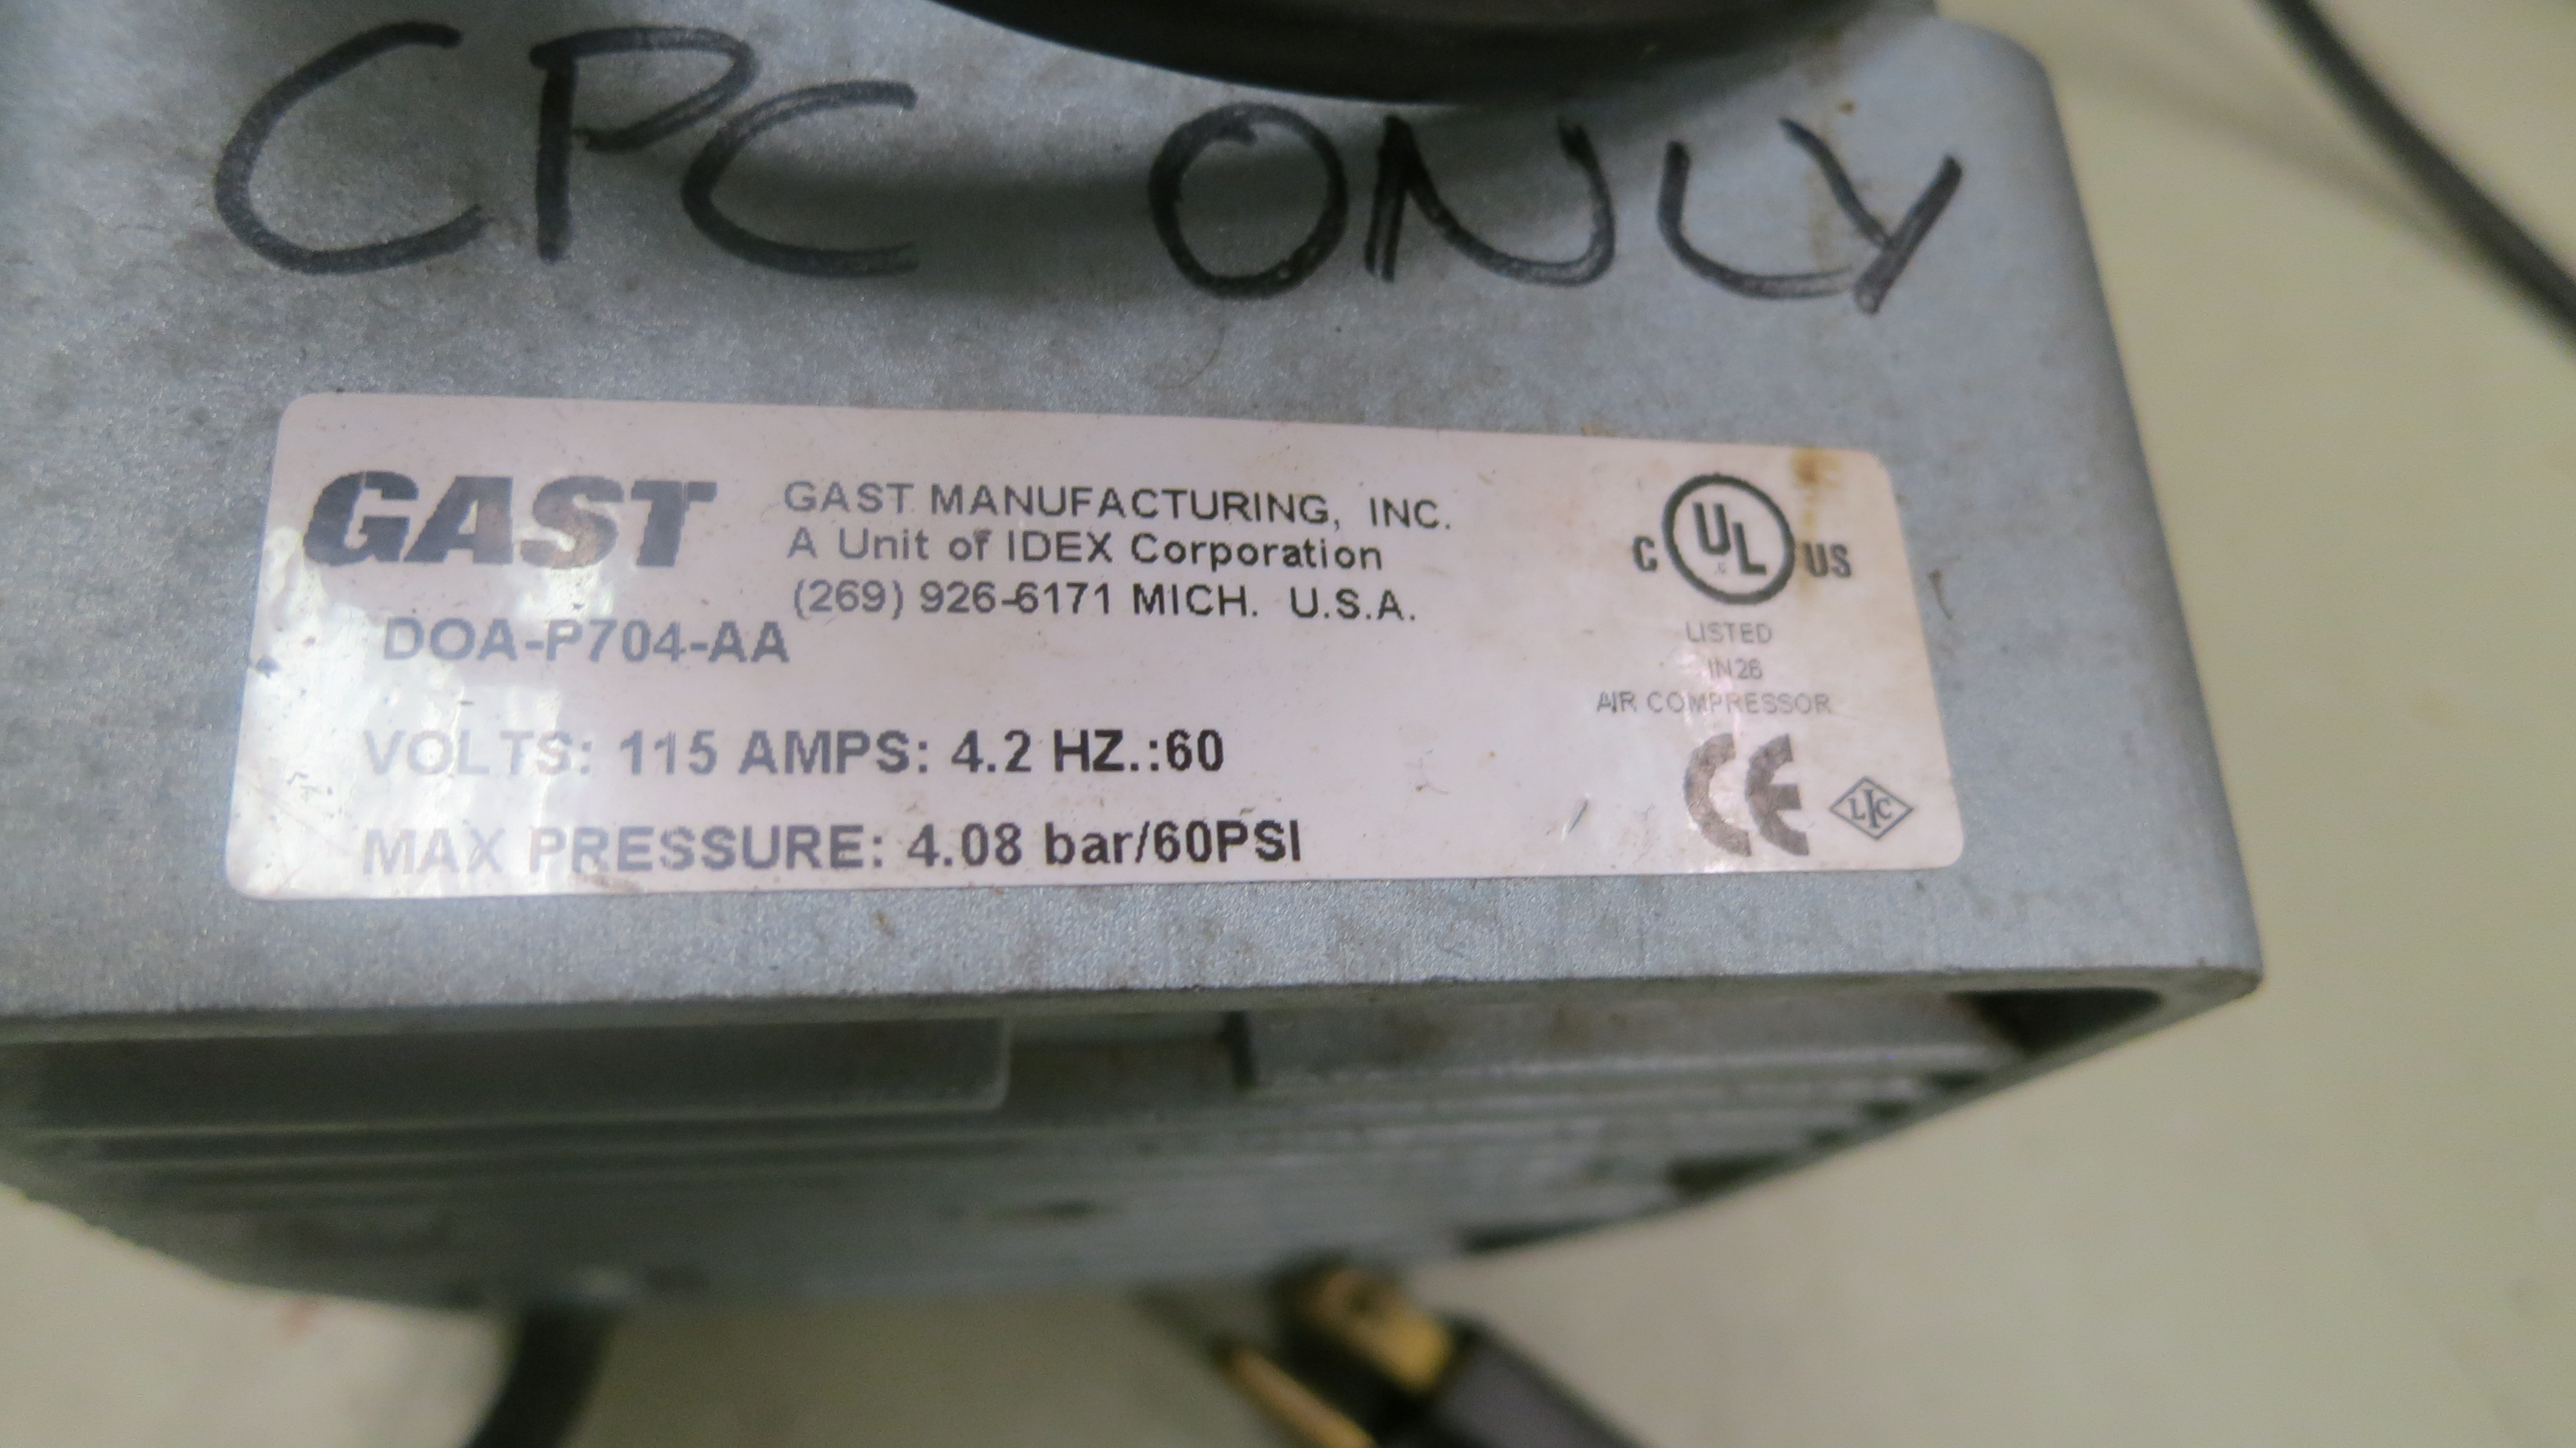 CPC ONLY
GAST
GAST MANUFACTURING, INC.
A Unit of IDEX Corporation
(269) 926-6171 MICH. U.S.A.
DOA-P704-AA
VOLTS: 115 AMPS: 4.2 HZ.:60
MAX PRESSURE: 4.08 bar/60PSI
C UL US
LISTED
IN26
AIR COMPRESSOR
CE
LIC